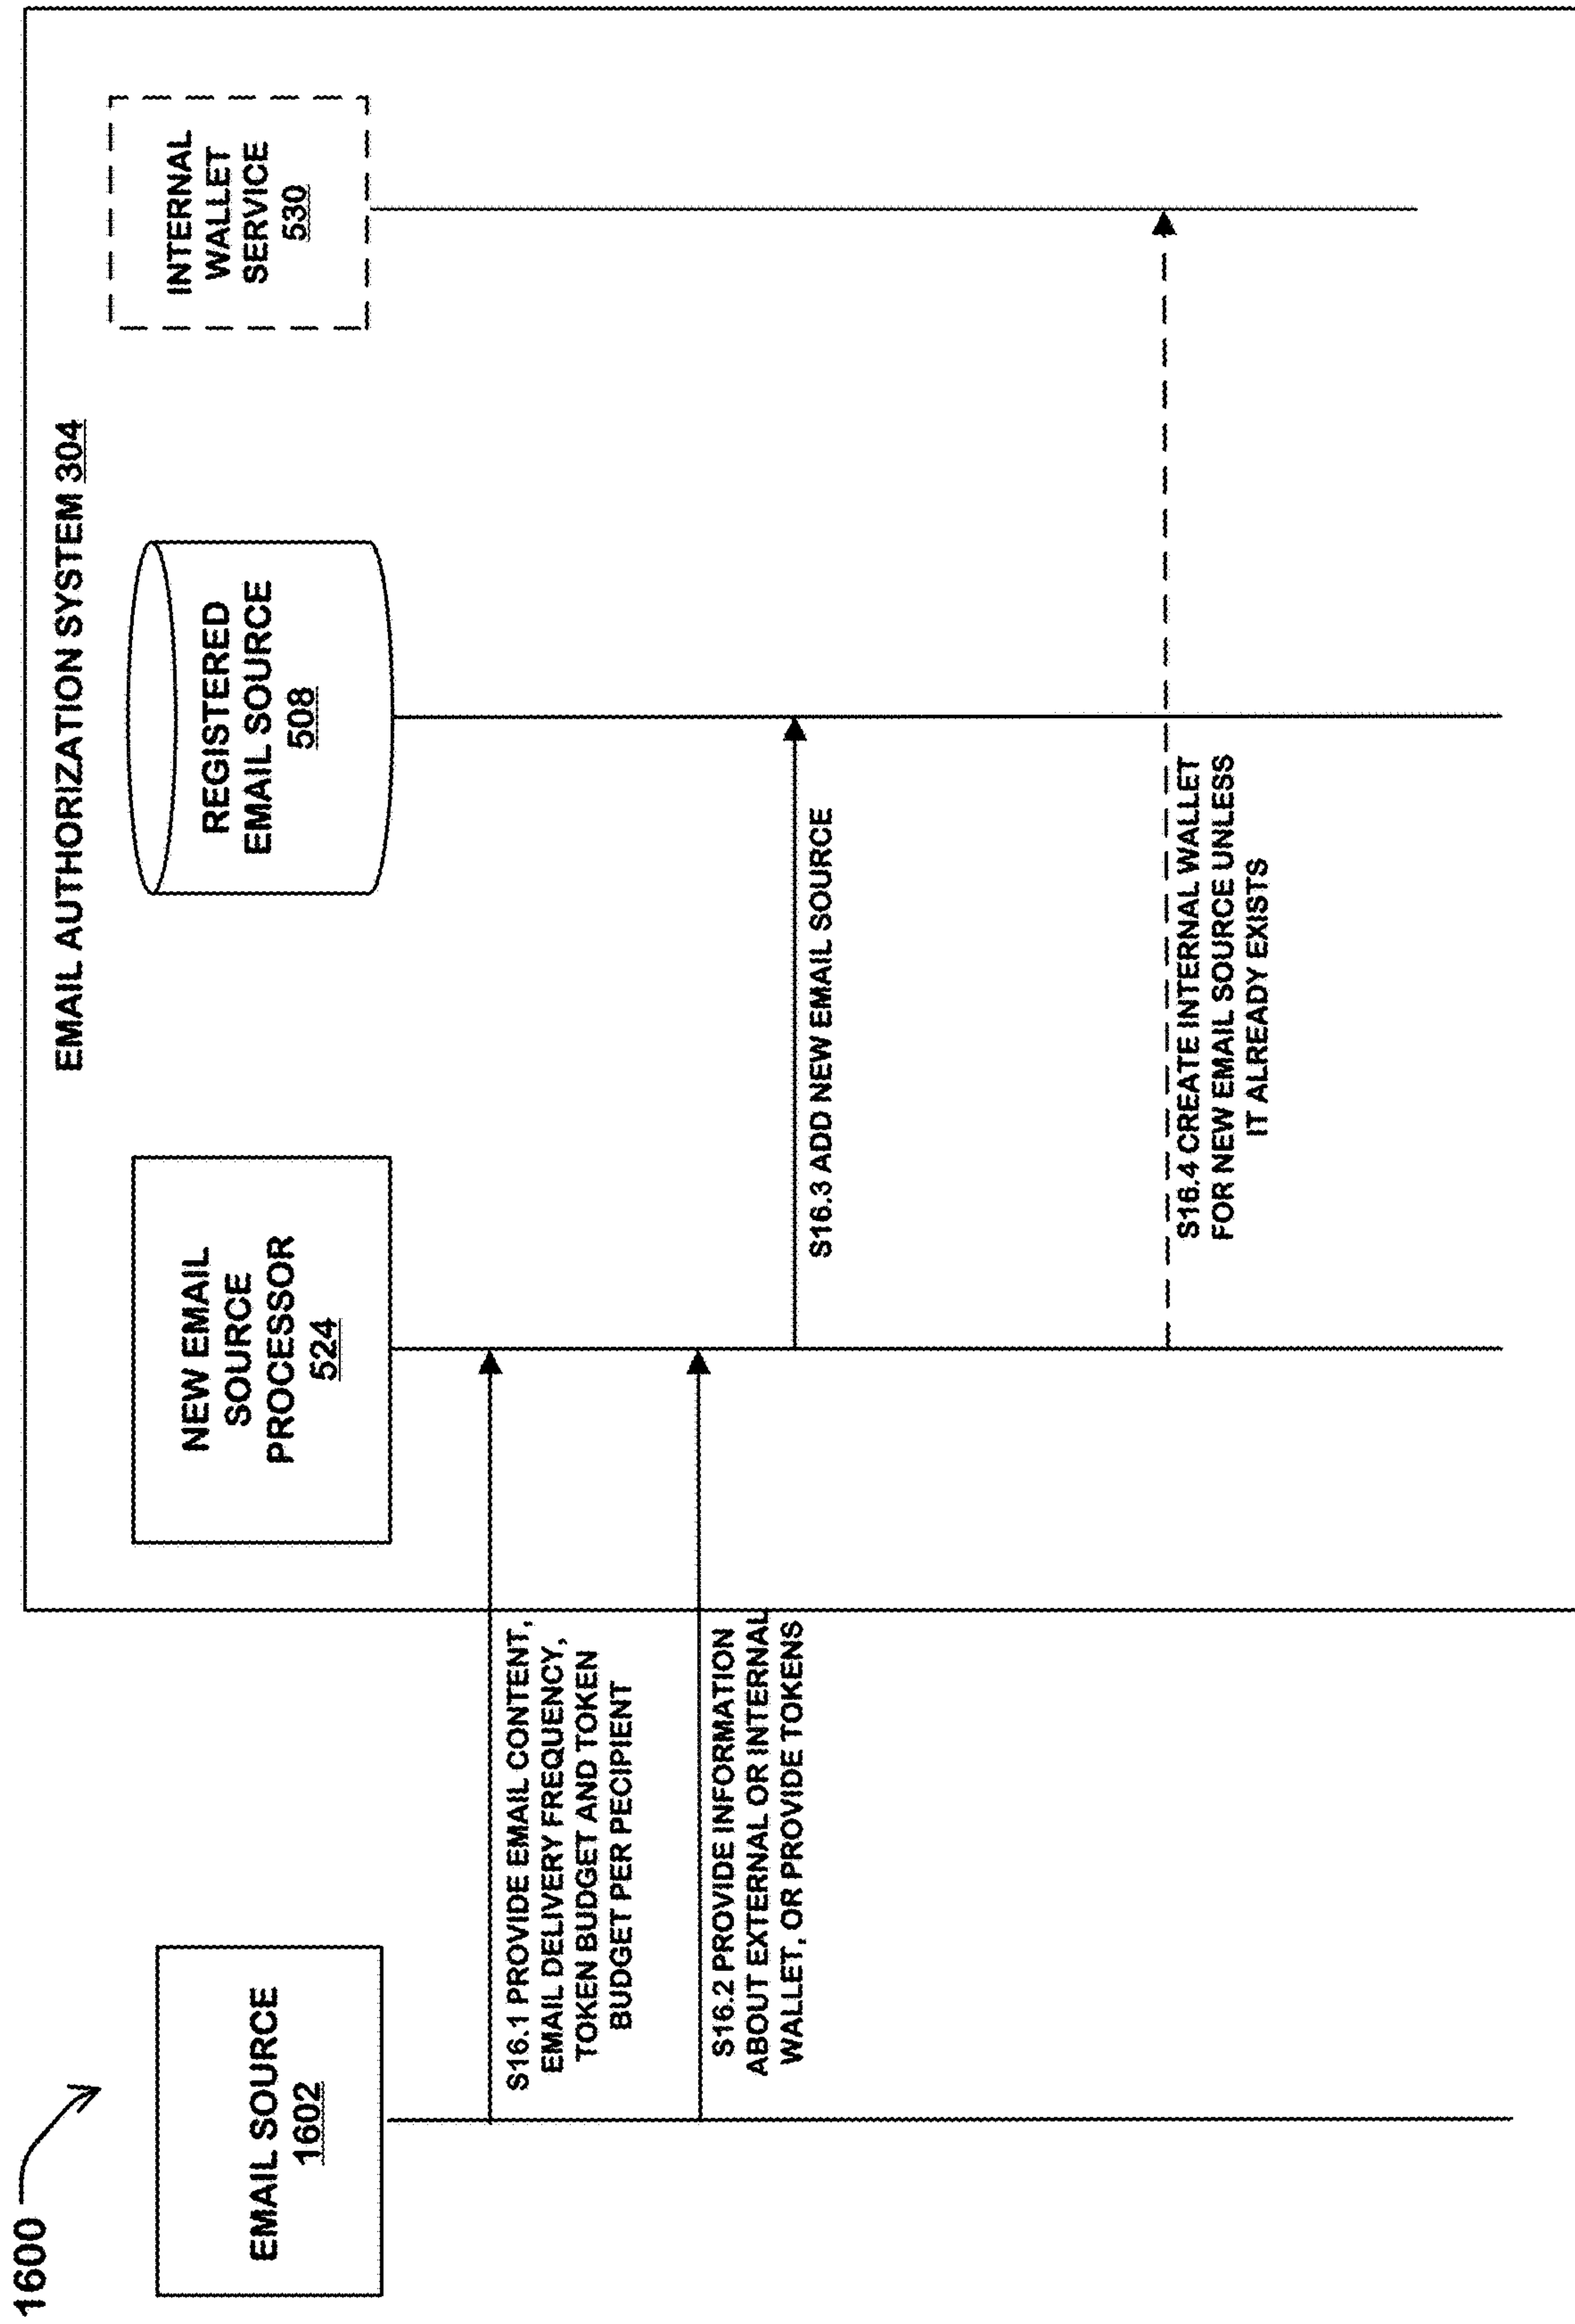 1600
EMAIL AUTHORIZATION SYSTEM 304
EMAIL SOURCE
1602
NEW EMAIL
SOURCE
PROCESSOR
524
REGISTERED
EMAIL SOURCE
508
INTERNAL
WALLET
SERVICE
530
S16.1 PROVIDE EMAIL CONTENT,
EMAIL DELIVERY FREQUENCY,
TOKEN BUDGET AND TOKEN
BUDGET PER PECIPIENT
S16.2 PROVIDE INFORMATION
ABOUT EXTERNAL OR INTERNAL
WALLET, OR PROVIDE TOKENS
S16.3 ADD NEW EMAIL SOURCE
S16.4 CREATE INTERNAL WALLET
FOR NEW EMAIL SOURCE UNLESS
IT ALREADY EXISTS